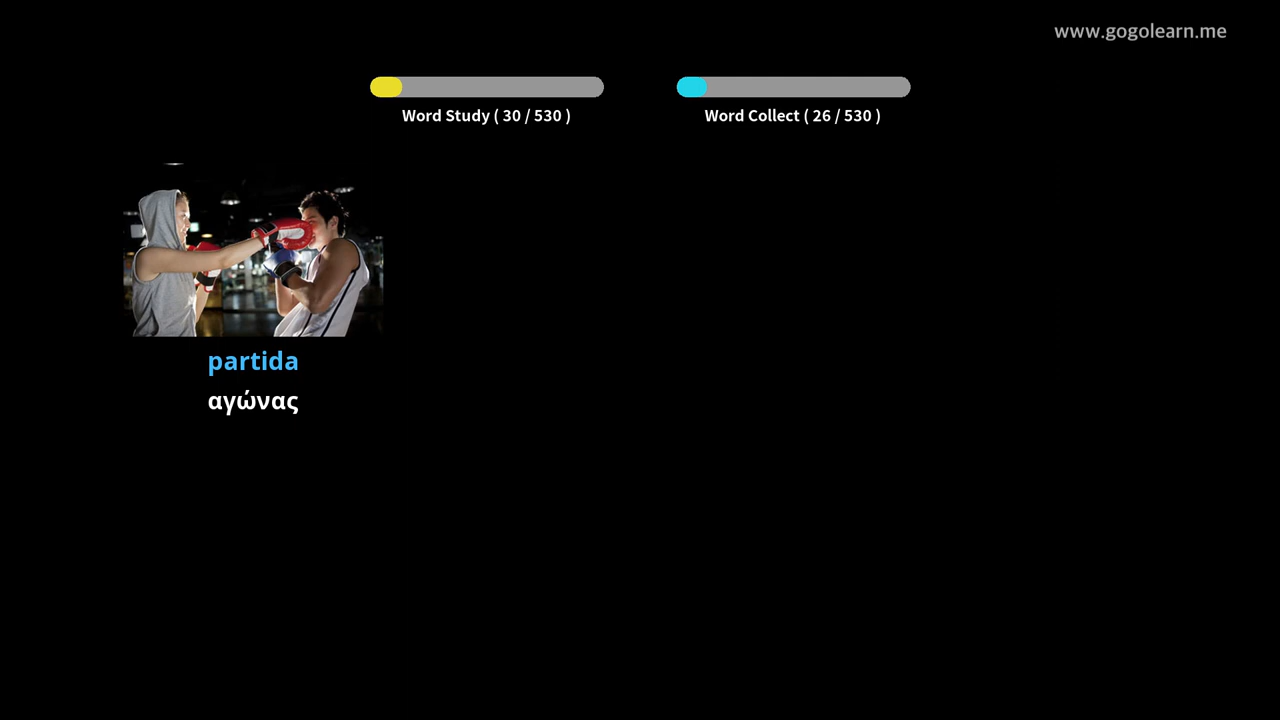 www.gogolearn.me
Word Study ( 30 / 530 )
Word Collect ( 26 / 530 )
partida
αγώνας